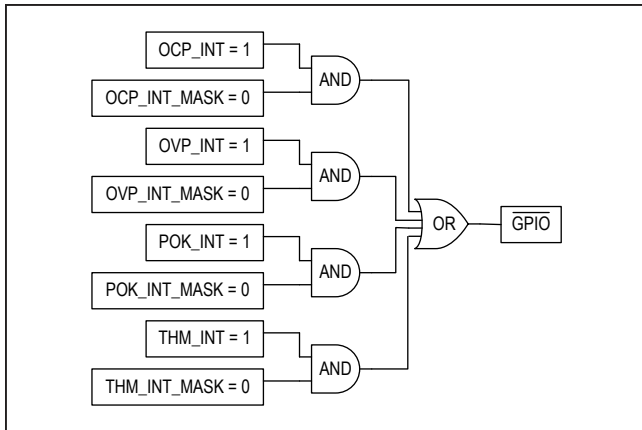 OCP_INT = 1
AND
OCP_INT_MASK = 0
OVP_INT = 1
AND
OVP_INT_MASK = 0
OR
GPIO
POK_INT = 1
AND
POK_INT_MASK = 0
THM_INT = 1
AND
THM_INT_MASK = 0